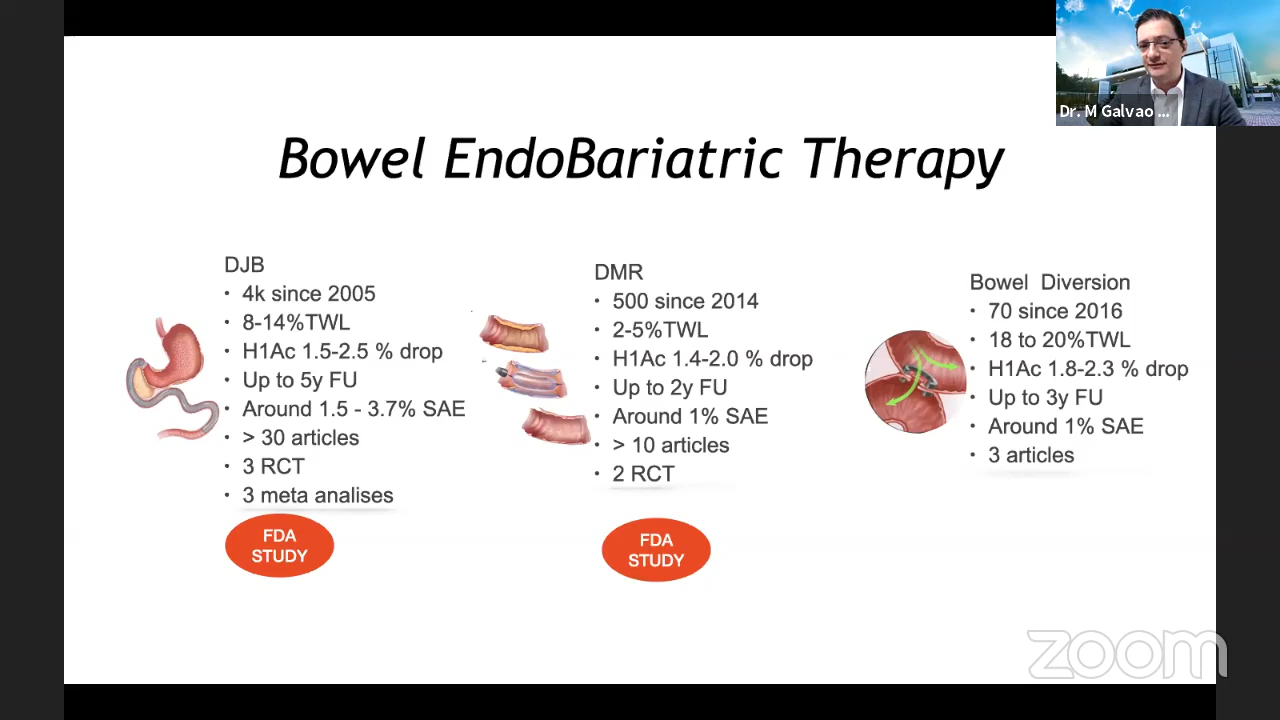 Dr. M Galvao ...
Bowel EndoBariatric Therapy
DJB
• 4k since 2005
• 8-14%TWL
• H1Ac 1.5-2.5 % drop
• Up to 5y FU
• Around 1.5 - 3.7% SAE
• > 30 articles
• 3 RCT
• 3 meta analises
FDA
STUDY
DMR
• 500 since 2014
• 2-5%TWL
• H1Ac 1.4-2.0 % drop
• Up to 2y FU
• Around 1% SAE
• > 10 articles
• 2 RCT
FDA
STUDY
Bowel Diversion
• 70 since 2016
• 18 to 20%TWL
• H1Ac 1.8-2.3 % drop
• Up to 3y FU
• Around 1% SAE
• 3 articles
zoom